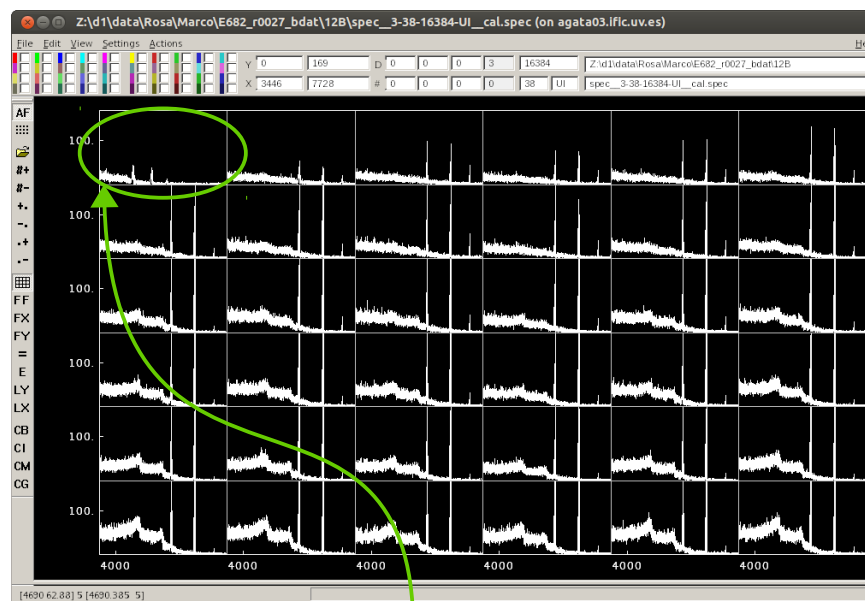 Z:\d1\data\Rosa\Marco\E682_r0027_bdat\12B\spec__3-38-16384-UI__cal.spec (on agata03.ific.uv.es)
File Edit View Settings Actions He
Y 0 169 D 0 0 0 3 16384 Z:\d1\data\Rosa\Marco\E682_r0027_bdat\12B
X 3446 7728 # 0 0 0 0 38 UI spec__3-38-16384-UI__cal.spec
AF
#+
#-
+.
-.
.+
.-
FF
FX
FY
=
E
LY
LX
CB
CI
CM
CG
100.
100.
100.
100.
100.
100.
4000 4000 4000 4000 4000 4000
[4690 62.88] 5 [4690.385 5]